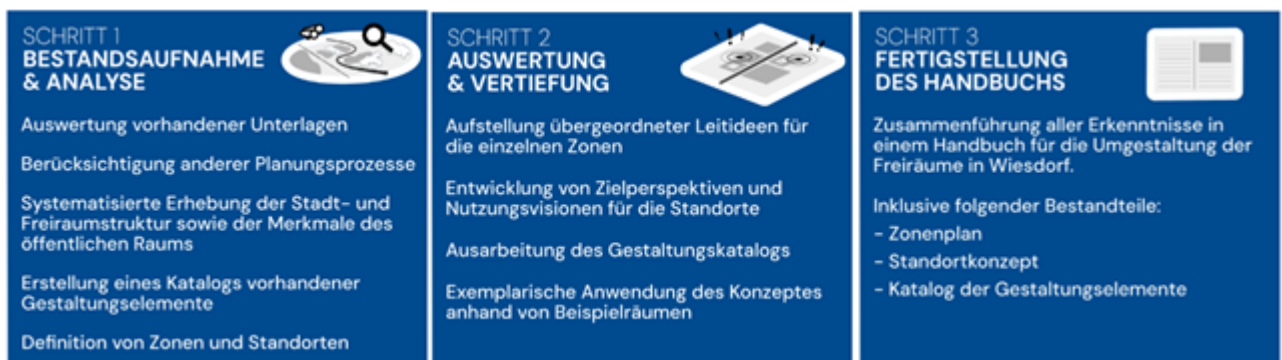 SCHRITT 1
BESTANDSAUFNAHME
& ANALYSE
Auswertung vorhandener Unterlagen
Berücksichtigung anderer Planungsprozesse
Systematisierte Erhebung der Stadt- und
Freiraumstruktur sowie der Merkmale des
öffentlichen Raums
Erstellung eines Katalogs vorhandener
Gestaltungselemente
Definition von Zonen und Standorten
SCHRITT 2
AUSWERTUNG
& VERTIEFUNG
Aufstellung übergeordneter Leitideen für
die einzelnen Zonen
Entwicklung von Zielperspektiven und
Nutzungsvisionen für die Standorte
Ausarbeitung des Gestaltungskatalogs
Exemplarische Anwendung des Konzeptes
anhand von Beispielräumen
SCHRITT 3
FERTIGSTELLUNG
DES HANDBUCHS
Zusammenführung aller Erkenntnisse in
einem Handbuch für die Umgestaltung der
Freiräume in Wiesdorf.
Inklusive folgender Bestandteile:
- Zonenplan
- Standortkonzept
- Katalog der Gestaltungselemente